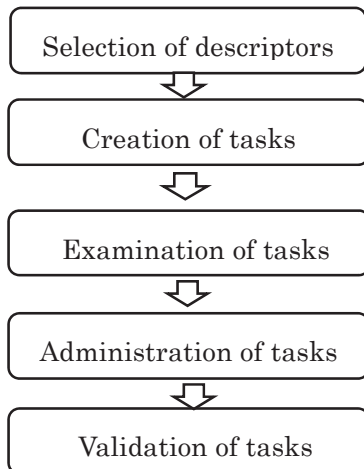 Selection of descriptors
Creation of tasks
Examination of tasks
Administration of tasks
Validation of tasks